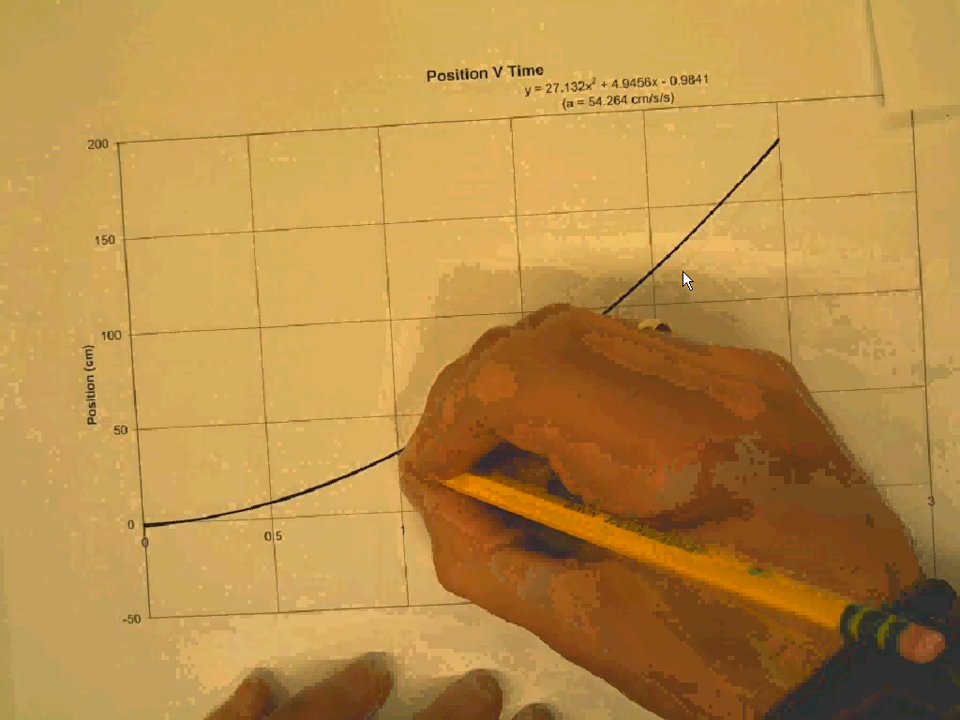 Position V Time
y = 27.132x² + 4.9456x - 0.9841
(a = 54.264 cm/s/s)
200
150
100
50
0
-50
Position (cm)
0
0.5
1
3